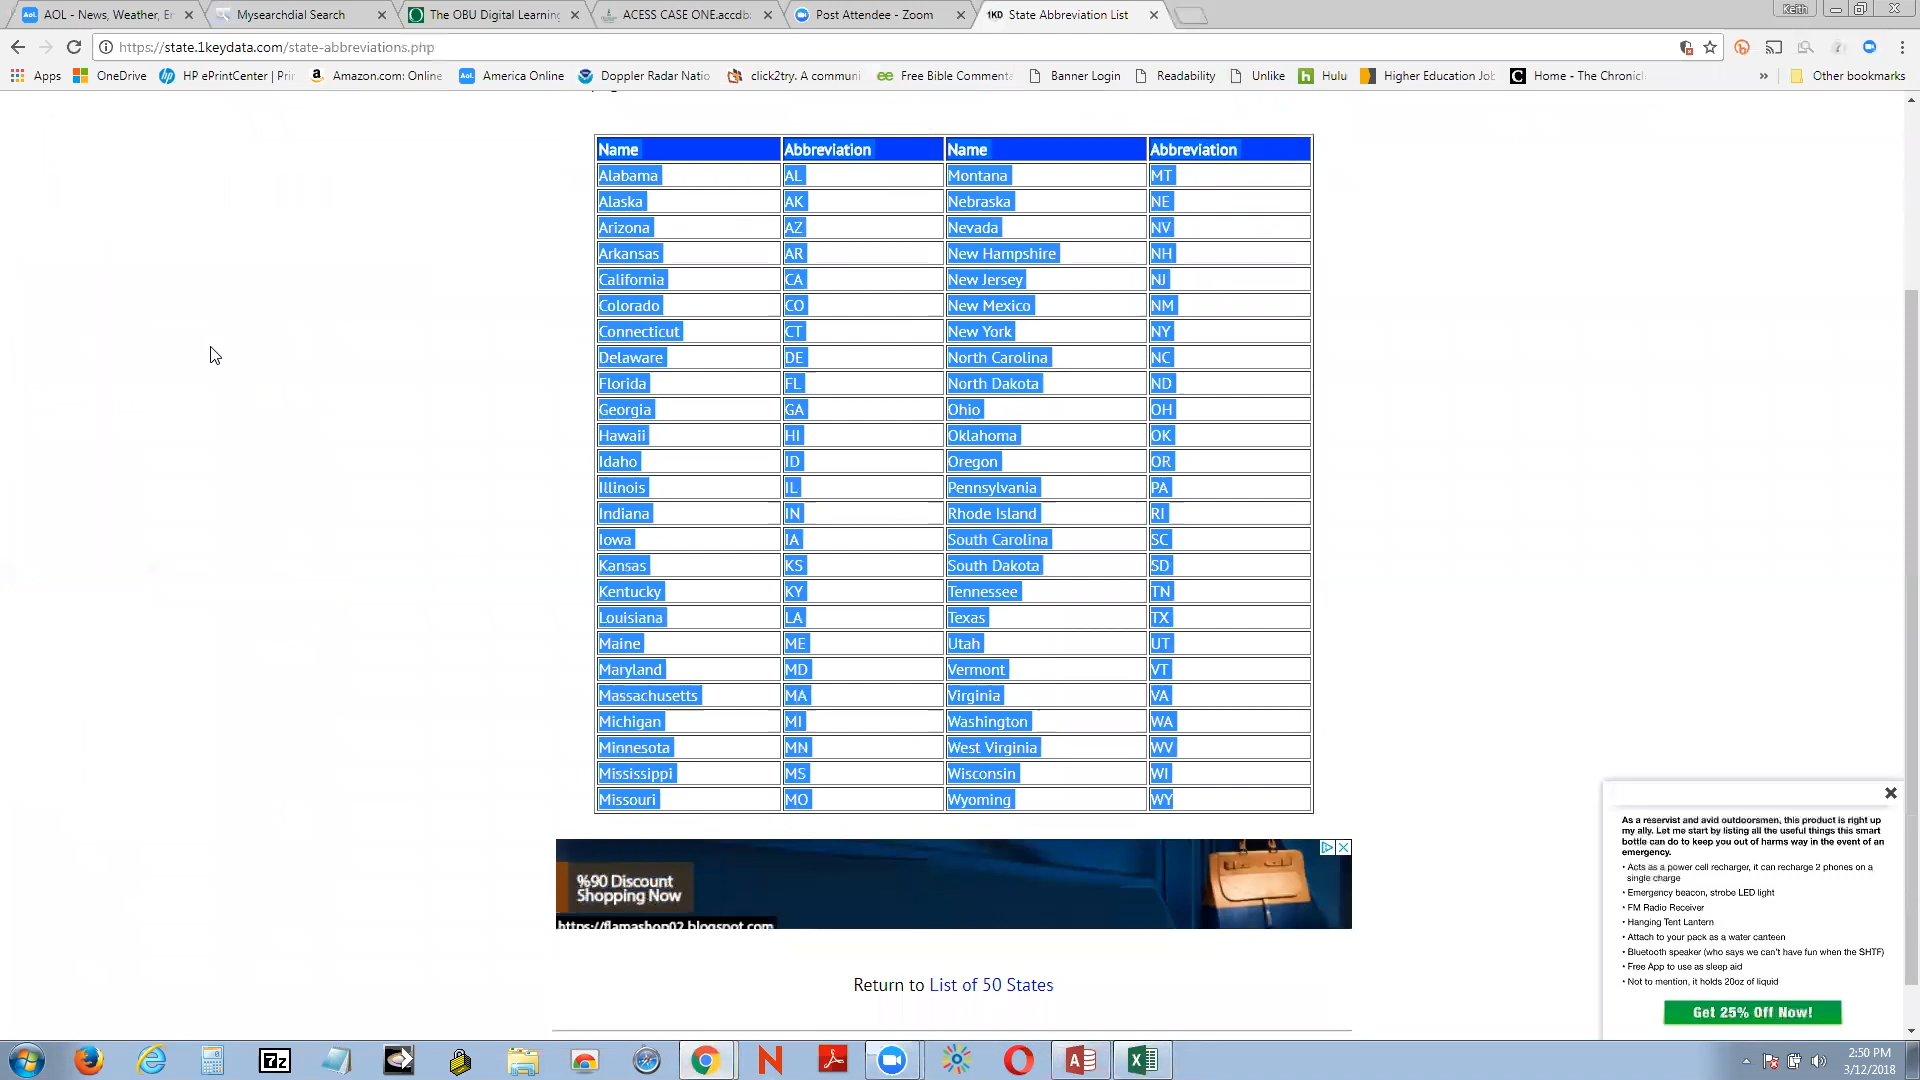 AOL - News, Weather, En
Mysearchdial Search
The OBU Digital Learning
ACESS CASE ONE.accdb
Post Attendee - Zoom
1KD State Abbreviation List
Keith
https://state.1keydata.com/state-abbreviations.php
Apps
OneDrive
HP ePrintCenter | Prin
Amazon.com: Online
Aol. America Online
Doppler Radar Natio
click2try. A communi
ee Free Bible Comment
Banner Login
Readability
Unlike
h Hulu
Higher Education Job
C Home - The Chronicl
»
Other bookmarks
Name Abbreviation Name Abbreviation
Alabama AL Montana MT
Alaska AK Nebraska NE
Arizona AZ Nevada NV
Arkansas AR New Hampshire NH
California CA New Jersey NJ
Colorado CO New Mexico NM
Connecticut CT New York NY
Delaware DE North Carolina NC
Florida FL North Dakota ND
Georgia GA Ohio OH
Hawaii HI Oklahoma OK
Idaho ID Oregon OR
Illinois IL Pennsylvania PA
Indiana IN Rhode Island RI
Iowa IA South Carolina SC
Kansas KS South Dakota SD
Kentucky KY Tennessee TN
Louisiana LA Texas TX
Maine ME Utah UT
Maryland MD Vermont VT
Massachusetts MA Virginia VA
Michigan MI Washington WA
Minnesota MN West Virginia WV
Mississippi MS Wisconsin WI
Missouri MO Wyoming WY
%90 Discount
Shopping Now
https://flamashop02.blogspot.com
Return to List of 50 States
As a reservist and avid outdoorsmen, this product is right up
my ally. Let me start by listing all the useful things this smart
bottle can do to keep you out of harms way in the event of an
emergency.
• Acts as a power cell recharger, it can recharge 2 phones on a
single charge
• Emergency beacon, strobe LED light
• FM Radio Receiver
• Hanging Tent Lantern
• Attach to your pack as a water canteen
• Bluetooth speaker (who says we can't have fun when the SHTF)
• Free App to use as sleep aid
• Not to mention, it holds 20oz of liquid
Get 25% Off Now!
7z
2:50 PM
3/12/2018